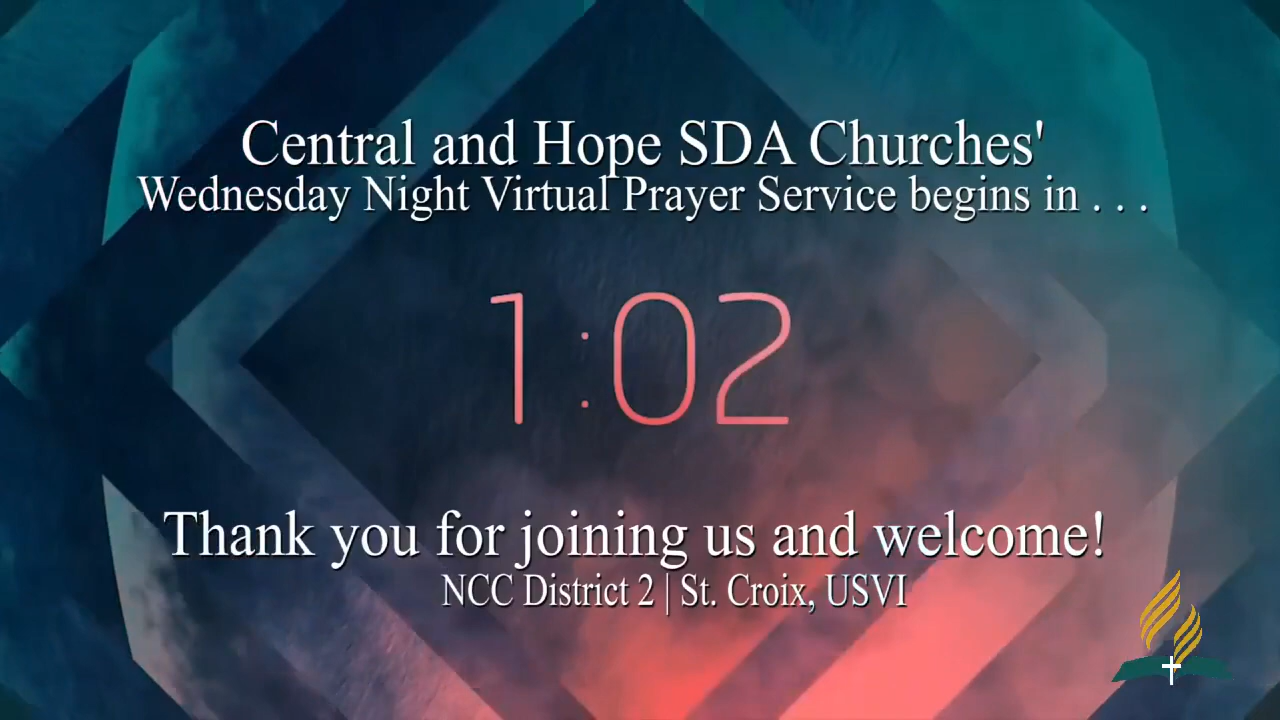 Central and Hope SDA Churches'
Wednesday Night Virtual Prayer Service begins in . . .
1:02
Thank you for joining us and welcome!
NCC District 2 | St. Croix, USVI